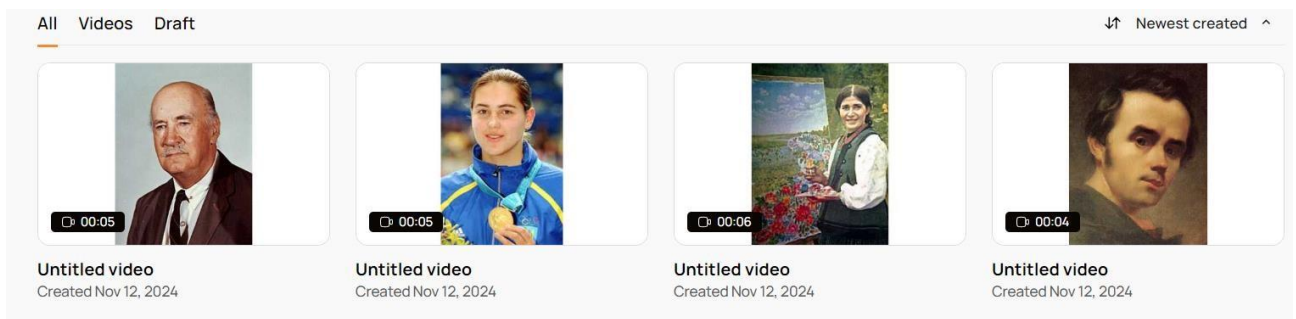 All Videos Draft Newest created
00:05 00:05 00:06 00:04
Untitled video Untitled video Untitled video Untitled video
Created Nov 12, 2024 Created Nov 12, 2024 Created Nov 12, 2024 Created Nov 12, 2024